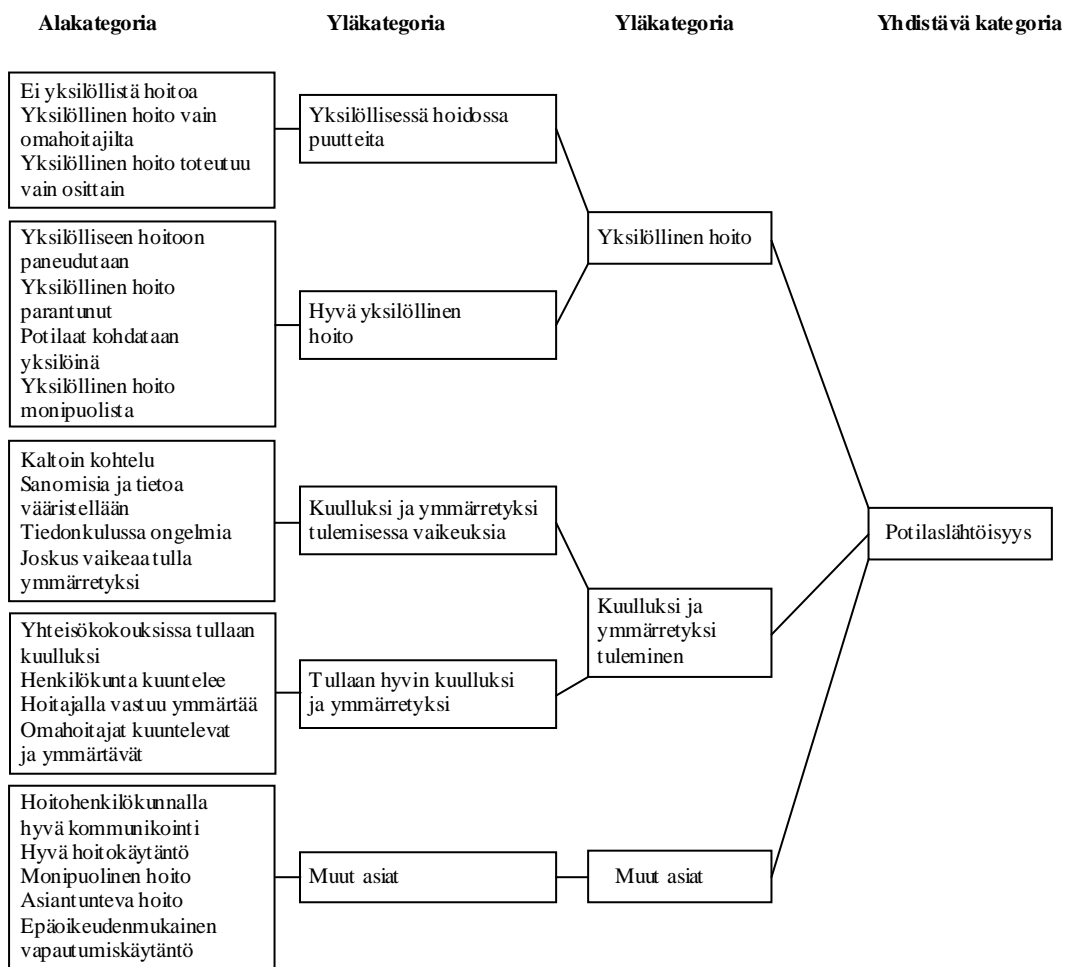 Alakategoria Yläkategoria Yläkategoria Yhdistävä kategoria
Ei yksilöllistä hoitoa
Yksilöllinen hoito vain
omahoitajilta
Yksilöllinen hoito toteutuu
vain osittain
Yksilöllisessä hoidossa
puutteita
Yksilölliseen hoitoon
paneudutaan
Yksilöllinen hoito
parantunut
Potilaat kohdataan
yksilöinä
Yksilöllinen hoito
monipuolista
Hyvä yksilöllinen
hoito
Yksilöllinen hoito
Kaltoin kohtelu
Sanomisia ja tietoa
vääristellään
Tiedonkulussa ongelmia
Joskus vaikeaa tulla
ymmärretyksi
Kuulluksi ja ymmärretyksi
tulemisessa vaikeuksia
Yhteisökokouksissa tullaan
kuulluksi
Henkilökunta kuuntelee
Hoitajalla vastuu ymmärtää
Omahoitajat kuuntelevat
ja ymmärtävät
Tullaan hyvin kuulluksi
ja ymmärretyksi
Kuulluksi ja
ymmärretyksi
tuleminen
Hoitohenkilökunnalla
hyvä kommunikointi
Hyvä hoitokäytäntö
Monipuolinen hoito
Asiantunteva hoito
Epäoikeudenmukainen
vapautumiskäytäntö
Muut asiat
Muut asiat
Potilaslähtöisyys